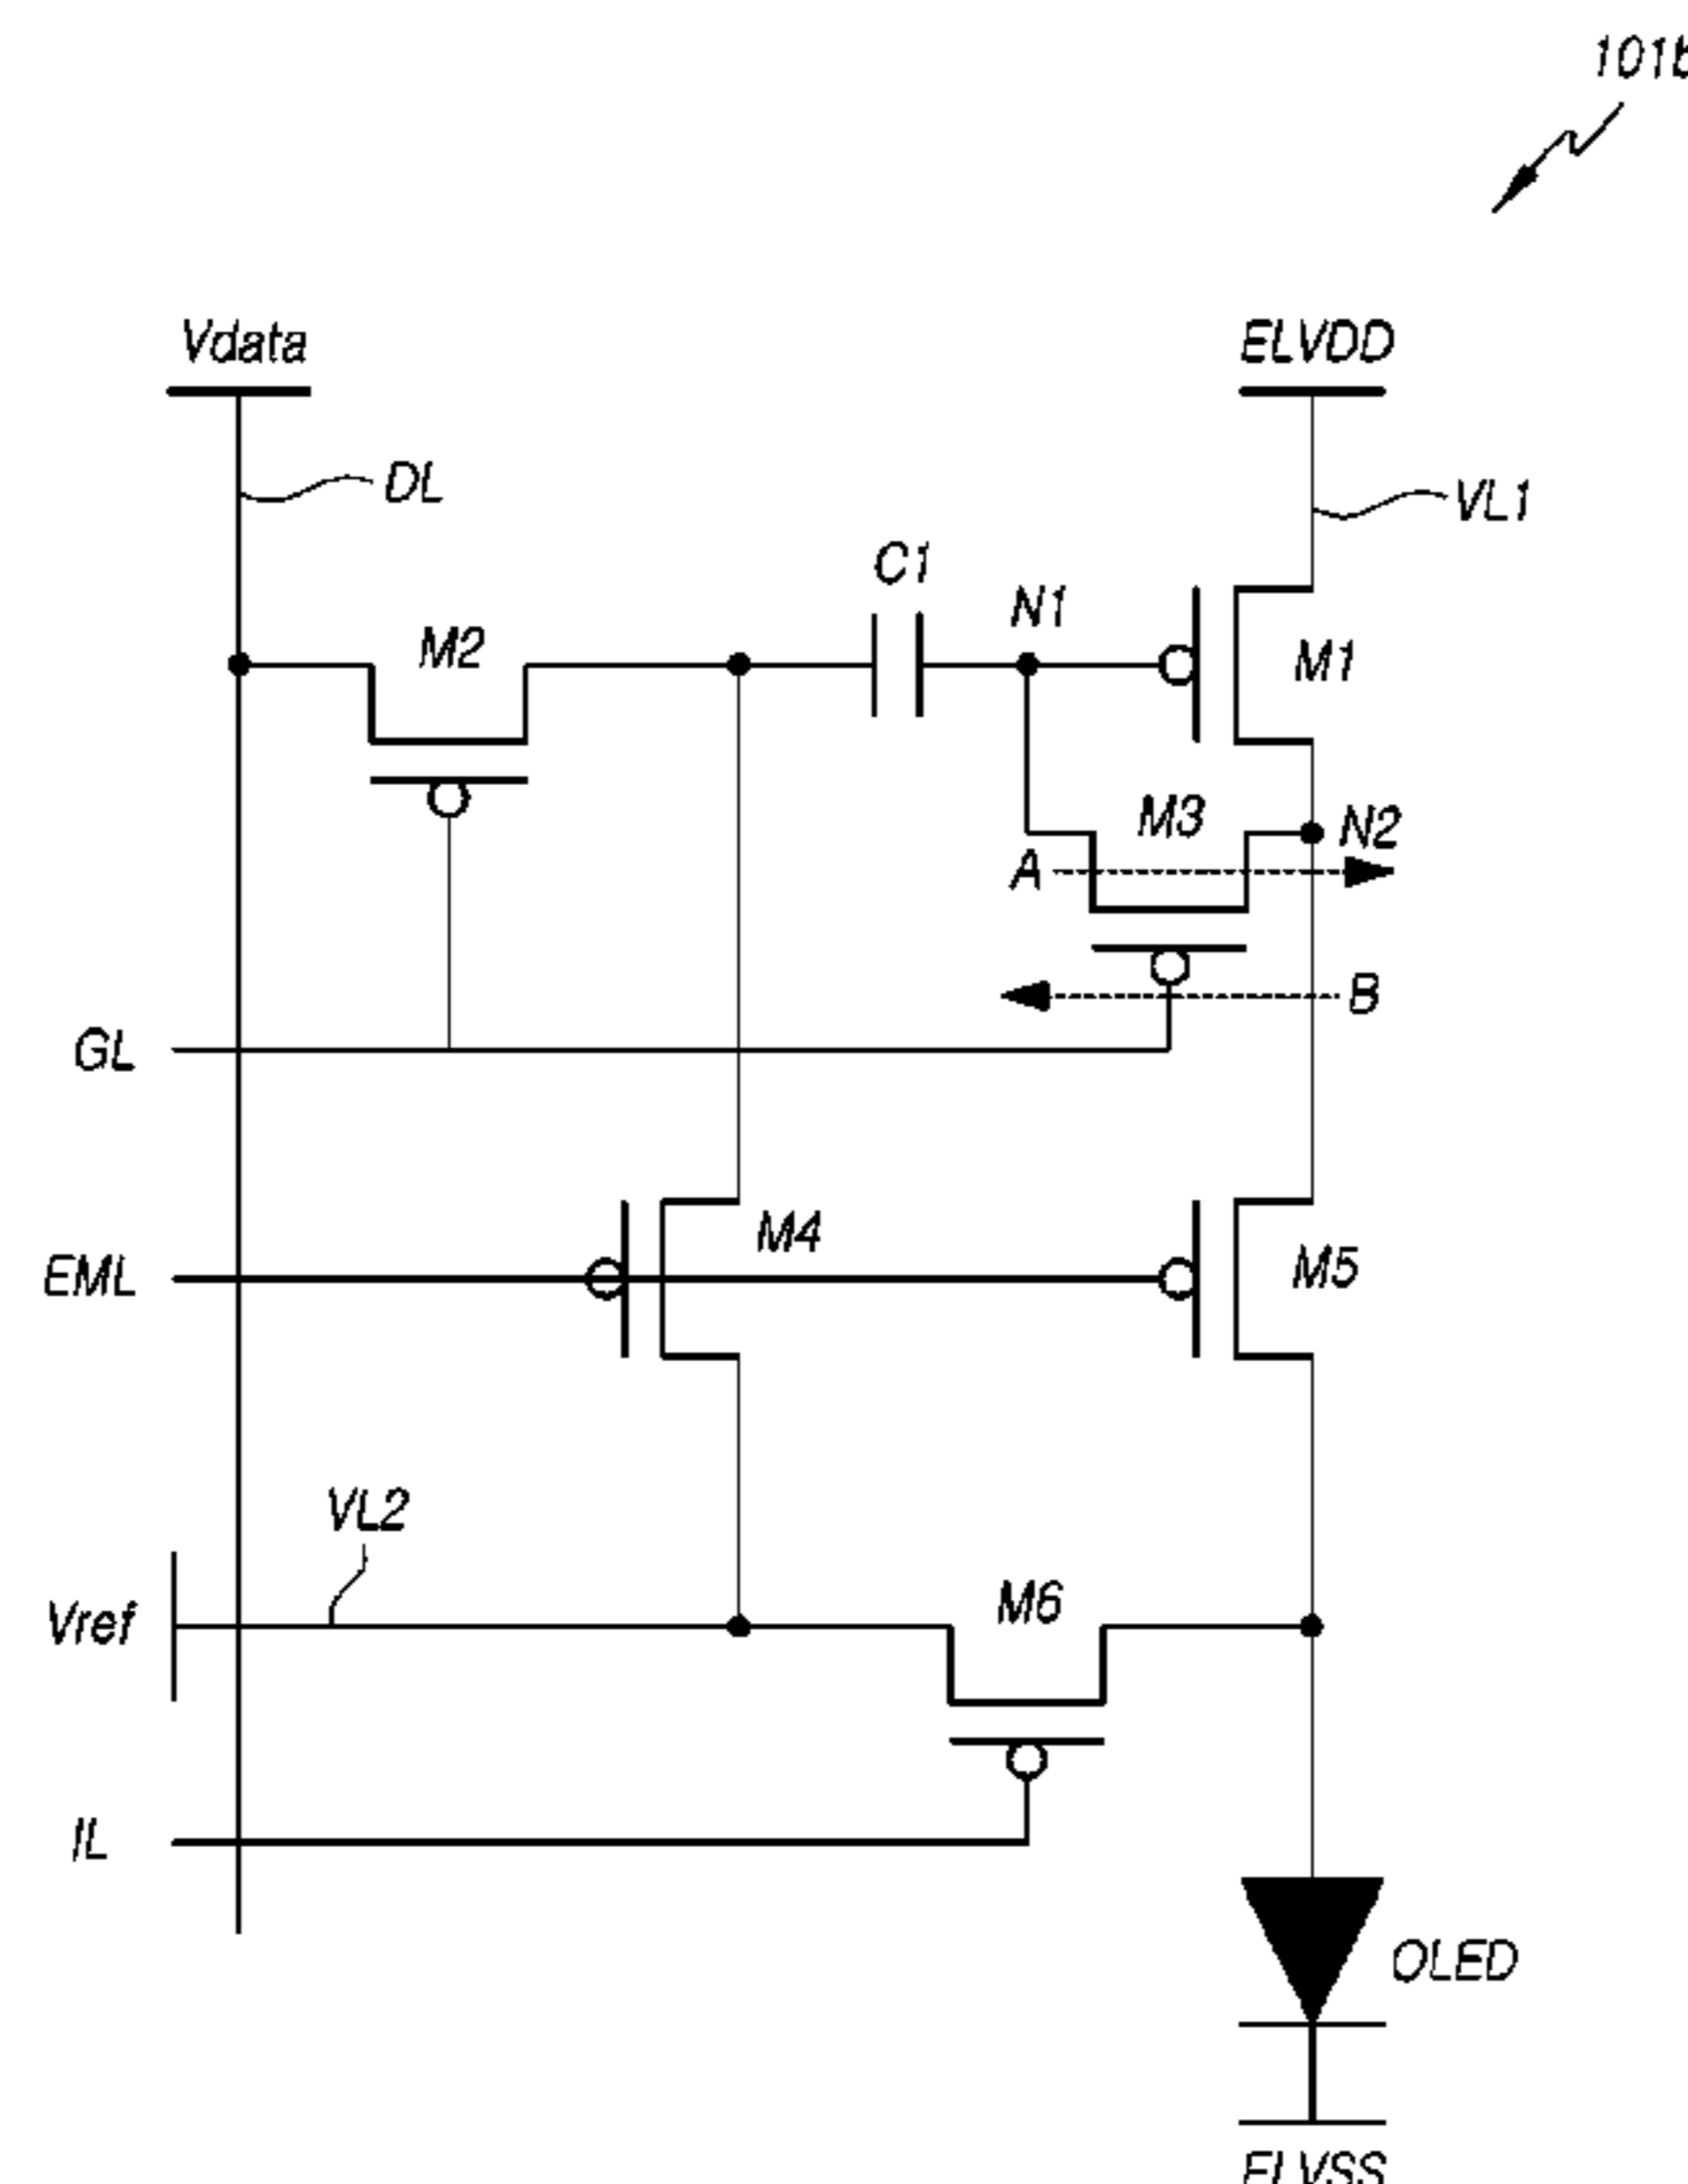 101b
Vdata
ELVDD
DL
VL1
C1
N1
M2
M1
M3
N2
A
B
GL
M4
EML
M5
VL2
Vref
M6
IL
OLED
ELVSS